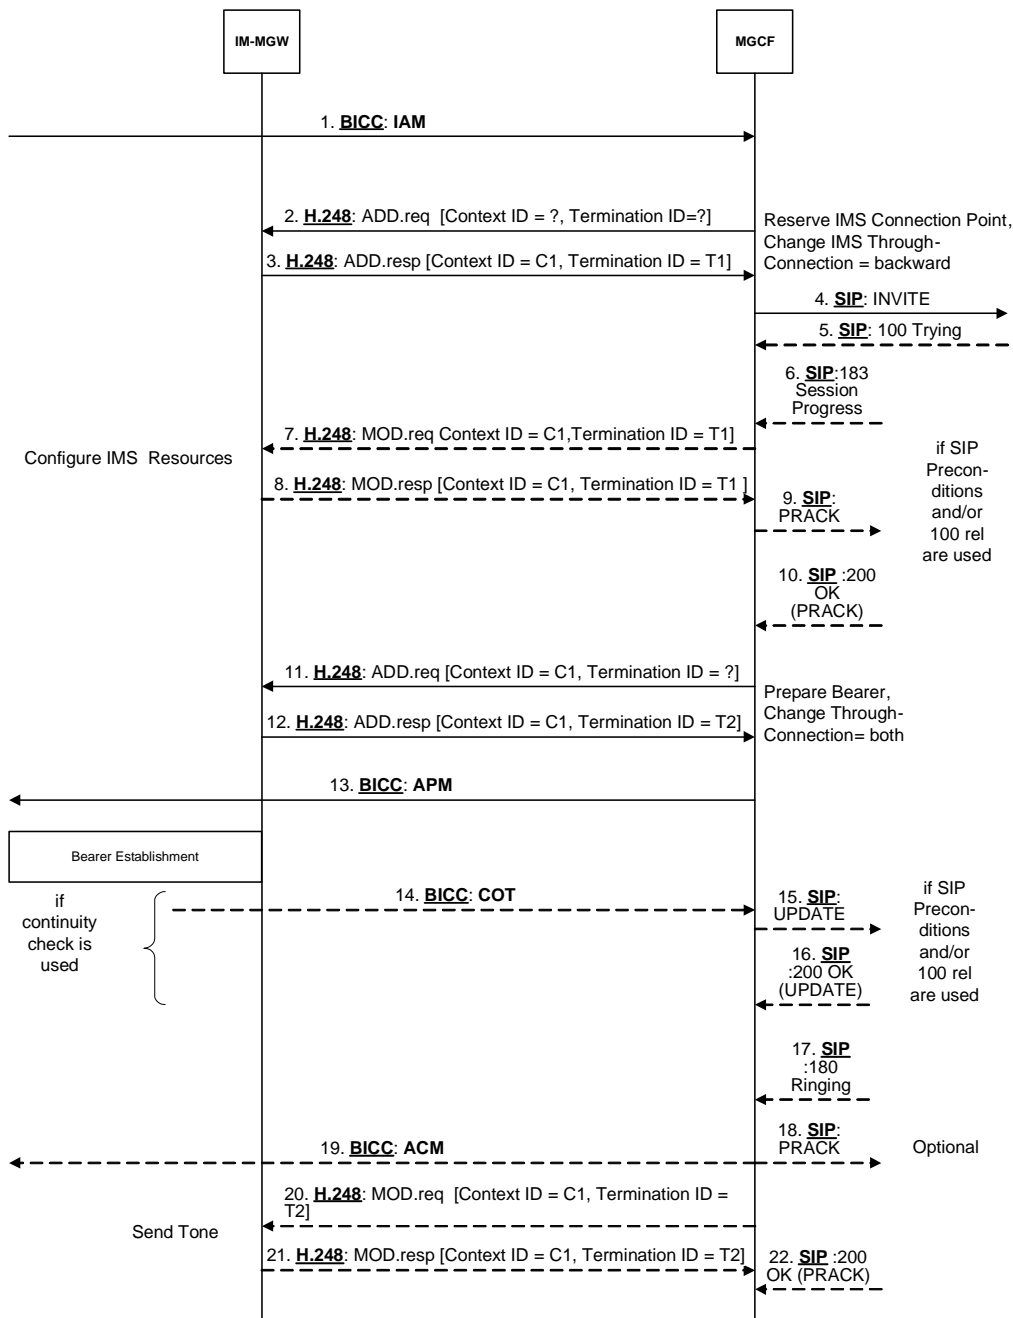 IM-MGW
MGCF
1. BICC: IAM
2. H.248: ADD.req [Context ID = ?, Termination ID=?]
Reserve IMS Connection Point,
Change IMS Through-
Connection = backward
3. H.248: ADD.resp [Context ID = C1, Termination ID = T1]
4. SIP: INVITE
5. SIP: 100 Trying
6. SIP:183
Session
Progress
7. H.248: MOD.req Context ID = C1,Termination ID = T1]
Configure IMS Resources
8. H.248: MOD.resp [Context ID = C1, Termination ID = T1 ]
9. SIP:
PRACK
if SIP
Precon-
ditions
and/or
100 rel
are used
10. SIP :200
OK
(PRACK)
11. H.248: ADD.req [Context ID = C1, Termination ID = ?]
Prepare Bearer,
Change Through-
Connection= both
12. H.248: ADD.resp [Context ID = C1, Termination ID = T2]
13. BICC: APM
Bearer Establishment
if
continuity
check is
used
14. BICC: COT
15. SIP:
UPDATE
if SIP
Precon-
ditions
and/or
100 rel
are used
16. SIP
:200 OK
(UPDATE)
17. SIP
:180
Ringing
18. SIP:
PRACK
Optional
19. BICC: ACM
20. H.248: MOD.req [Context ID = C1, Termination ID =
T2]
Send Tone
21. H.248: MOD.resp [Context ID = C1, Termination ID = T2]
22. SIP :200
OK (PRACK)